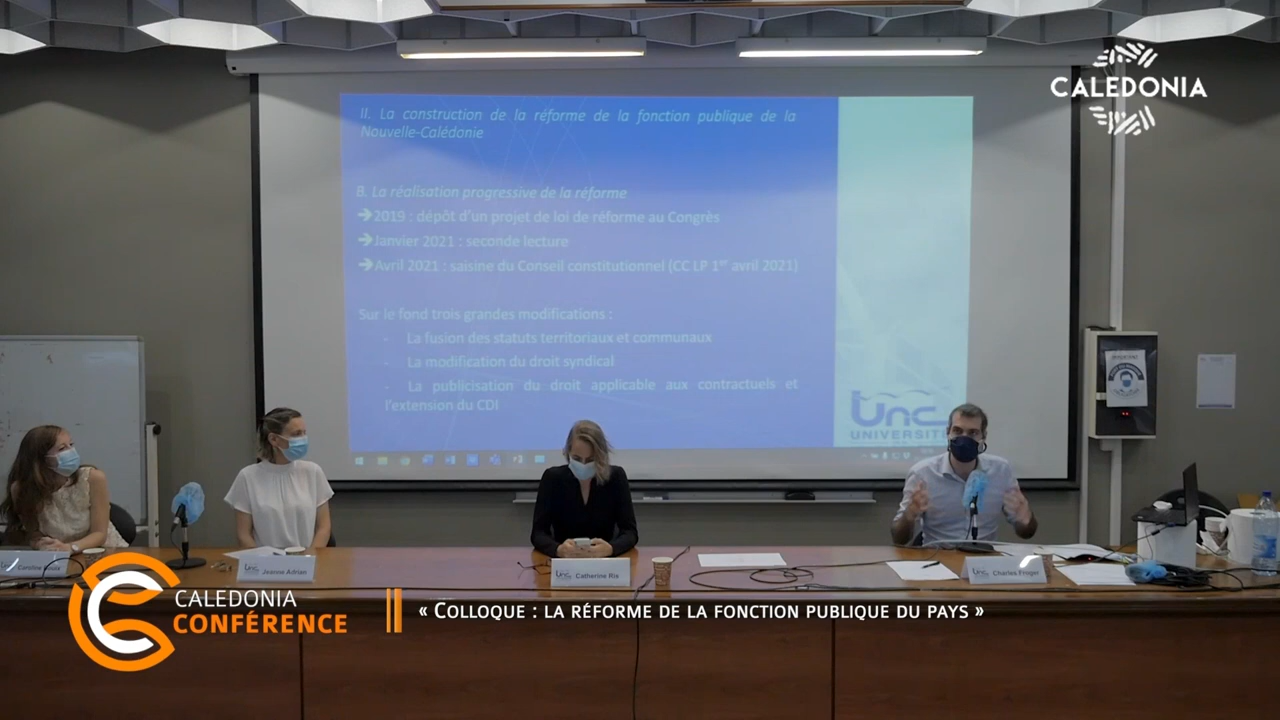 CALEDONIA
II. La construction de la réforme de la fonction publique de la
Nouvelle-Calédonie
B. La réalisation progressive de la réforme
➔2019 : dépôt d'un projet de loi de réforme au Congrès
➔Janvier 2021 : seconde lecture
➔Avril 2021 : saisine du Conseil constitutionnel (CC LP 1er avril 2021)
Sur le fond trois grandes modifications :
- La fusion des statuts territoriaux et communaux
- La modification du droit syndical
- La publicisation du droit applicable aux contractuels et
l'extension du CDI
Unc
UNIVERSITÉ
Caroline
Jeanne Adrian
Unc
Catherine Ris
Charles Froger
CALEDONIA
CONFÉRENCE
« COLLOQUE : LA RÉFORME DE LA FONCTION PUBLIQUE DU PAYS »